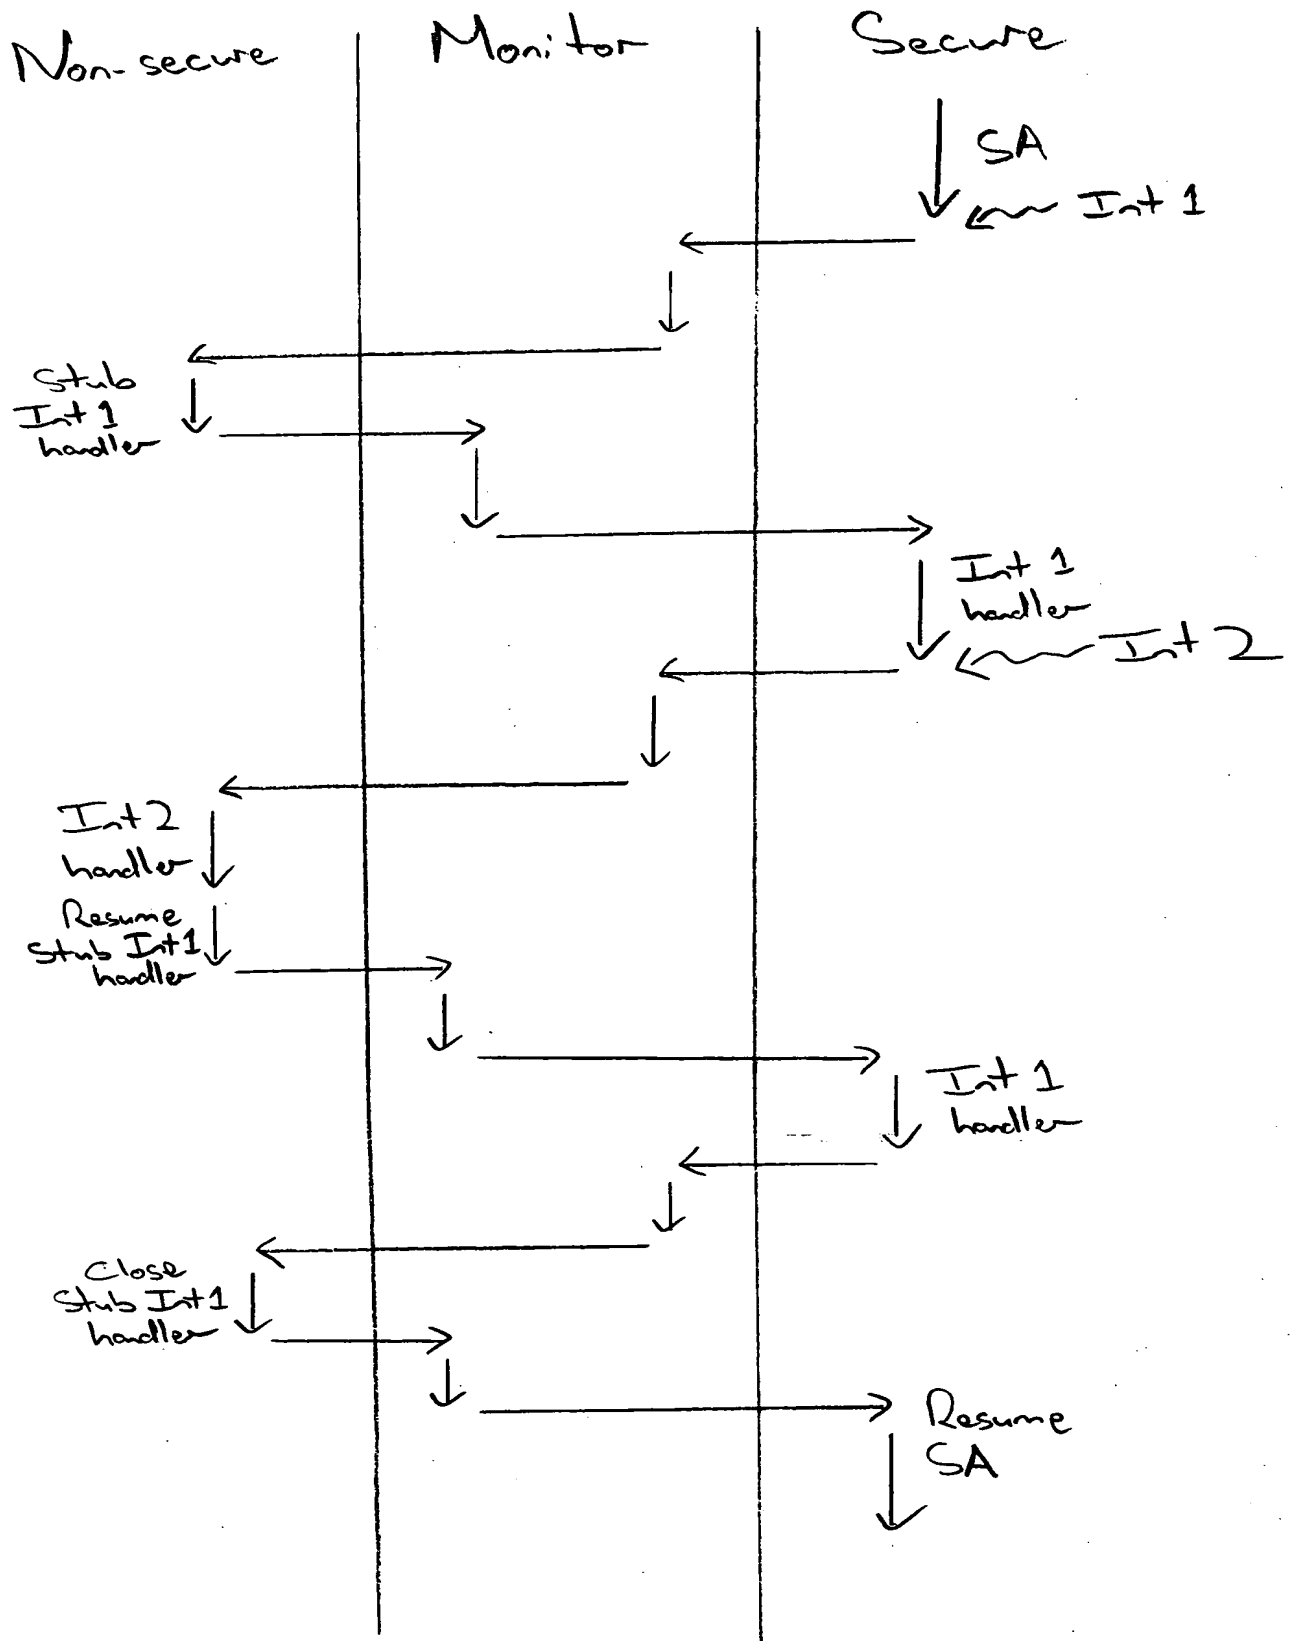 Non-secure
Monitor
Secure
SA
Int 1
Stub
Int 1
handler
Int 1
handler
Int 2
Int 2
handler
Resume
Stub Int 1
handler
Int 1
handler
Close
Stub Int 1
handler
Resume
SA